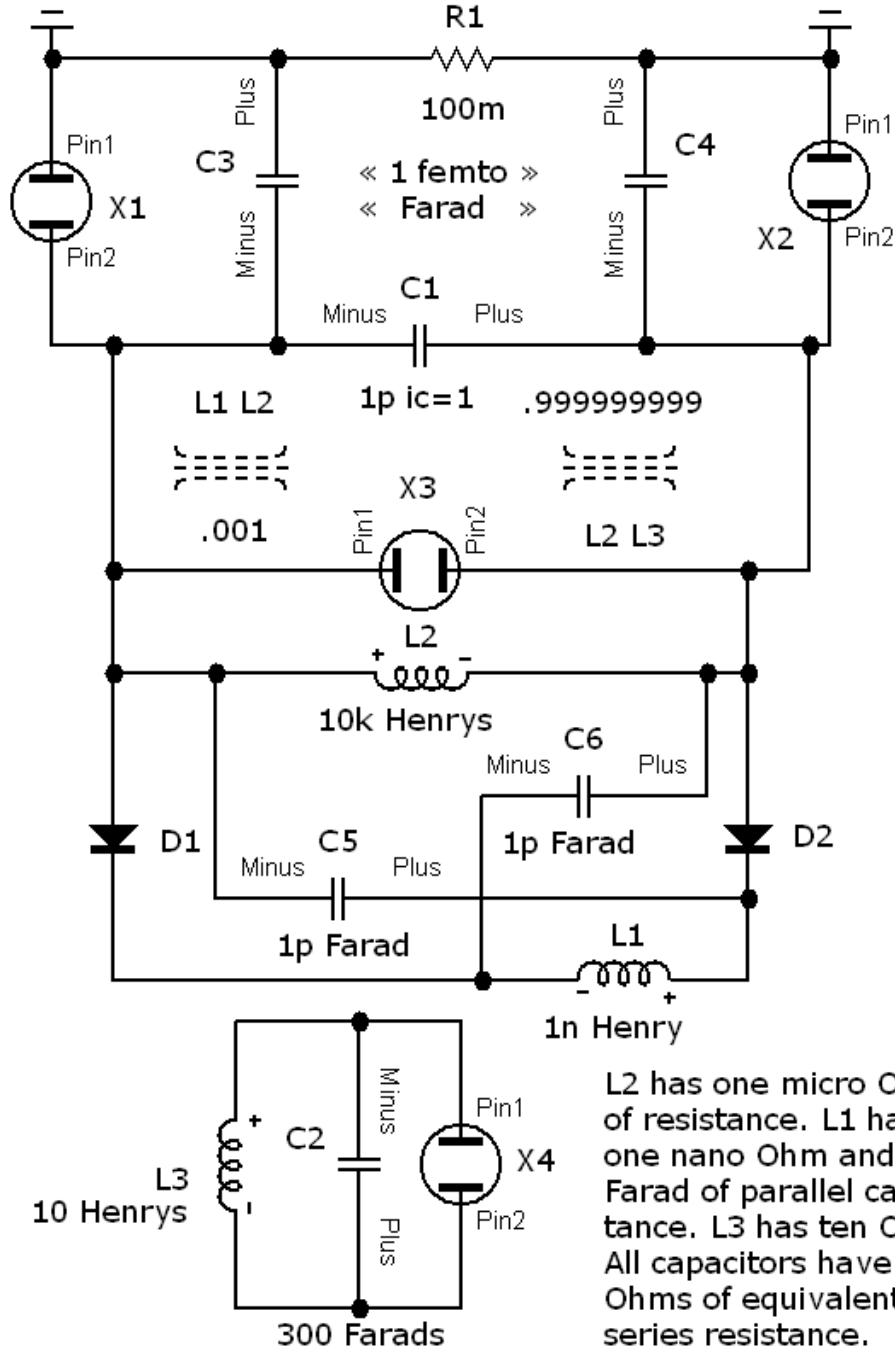 R1
100m
Plus
Plus
Pin1
Pin1
C3
C4
« 1 femto »
« Farad »
X1
X2
Minus
Minus
Pin2
Pin2
C1
Minus
Plus
1p ic=1
L1 L2
.999999999
X3
.001
Pin1
Pin2
L2 L3
L2
+
-
10k Henrys
C6
Minus
Plus
D1
D2
1p Farad
C5
Minus
Plus
1p Farad
L1
-
+
1n Henry
Minus
Pin1
+
C2
X4
L3
10 Henrys
-
Plus
Pin2
300 Farads
L2 has one micro
of resistance. L1
one nano Ohm and
Farad of parallel
tance. L3 has ten
All capacitors have
Ohms of equivalent
series resistance.